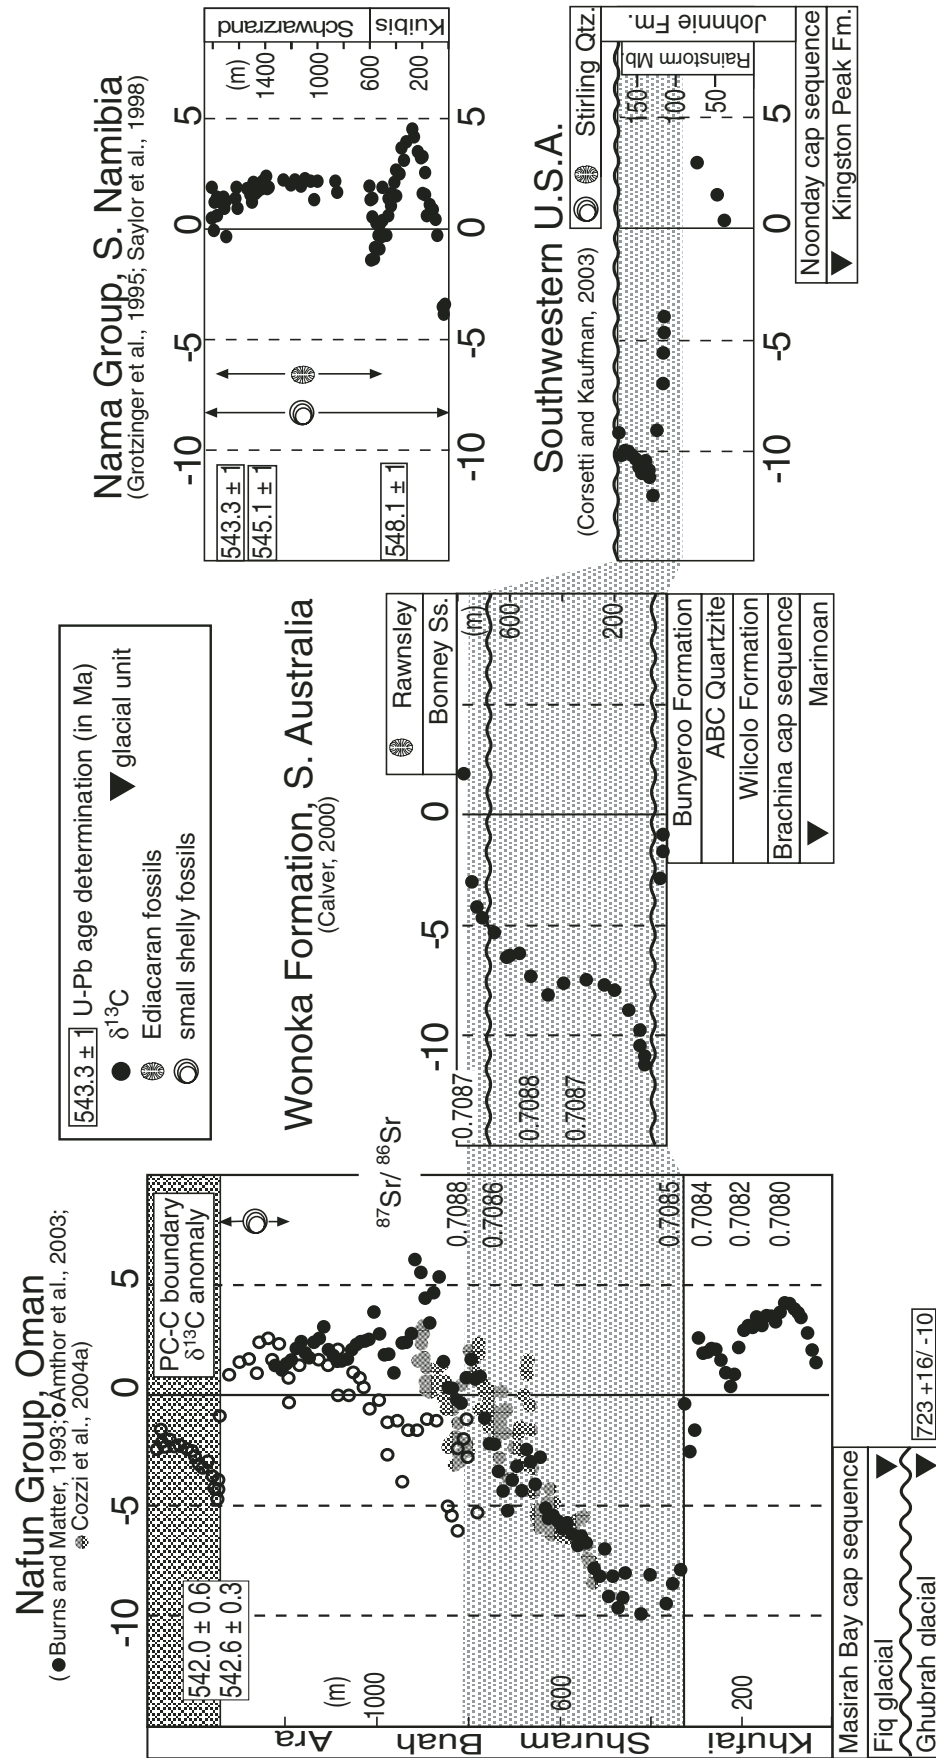 Nafun Group, Oman
(●Burns and Matter, 1993; ○Amthor et al., 2003;
Cozzi et al., 2004a)
-10
-5
0
5
PC-C boundary
δ13C anomaly
542.0 ± 0.6
542.6 ± 0.3
(m)
1000
600
200
Ara
Buah
Shuram
Khufai
87Sr/ 86Sr
0.7088
0.7086
0.7085
0.7084
0.7082
0.7080
Masirah Bay cap sequence
Fiq glacial
Ghubrah glacial
723 +16/ -10
543.3 ± 1 U-Pb age determination (in Ma)
δ13C
glacial unit
Ediacaran fossils
small shelly fossils
Wonoka Formation, S. Australia
(Calver, 2000)
-10
-5
0
Rawnsley
Bonney Ss.
(m)
600
200
0.7087
0.7088
0.7087
Bunyeroo Formation
ABC Quartzite
Wilcolo Formation
Brachina cap sequence
Marinoan
Nama Group, S. Namibia
(Grotzinger et al., 1995; Saylor et al., 1998)
-10
-5
0
5
543.3 ± 1
545.1 ± 1
548.1 ± 1
(m)
1400
1000
600
200
Schwarzrand
Kuibis
-10
-5
0
5
Southwestern U.S.A.
(Corsetti and Kaufman, 2003)
Stirling Qtz.
150
100
50
Rainstorm Mb.
Johnnie Fm.
-10
-5
0
5
Noonday cap sequence
Kingston Peak Fm.